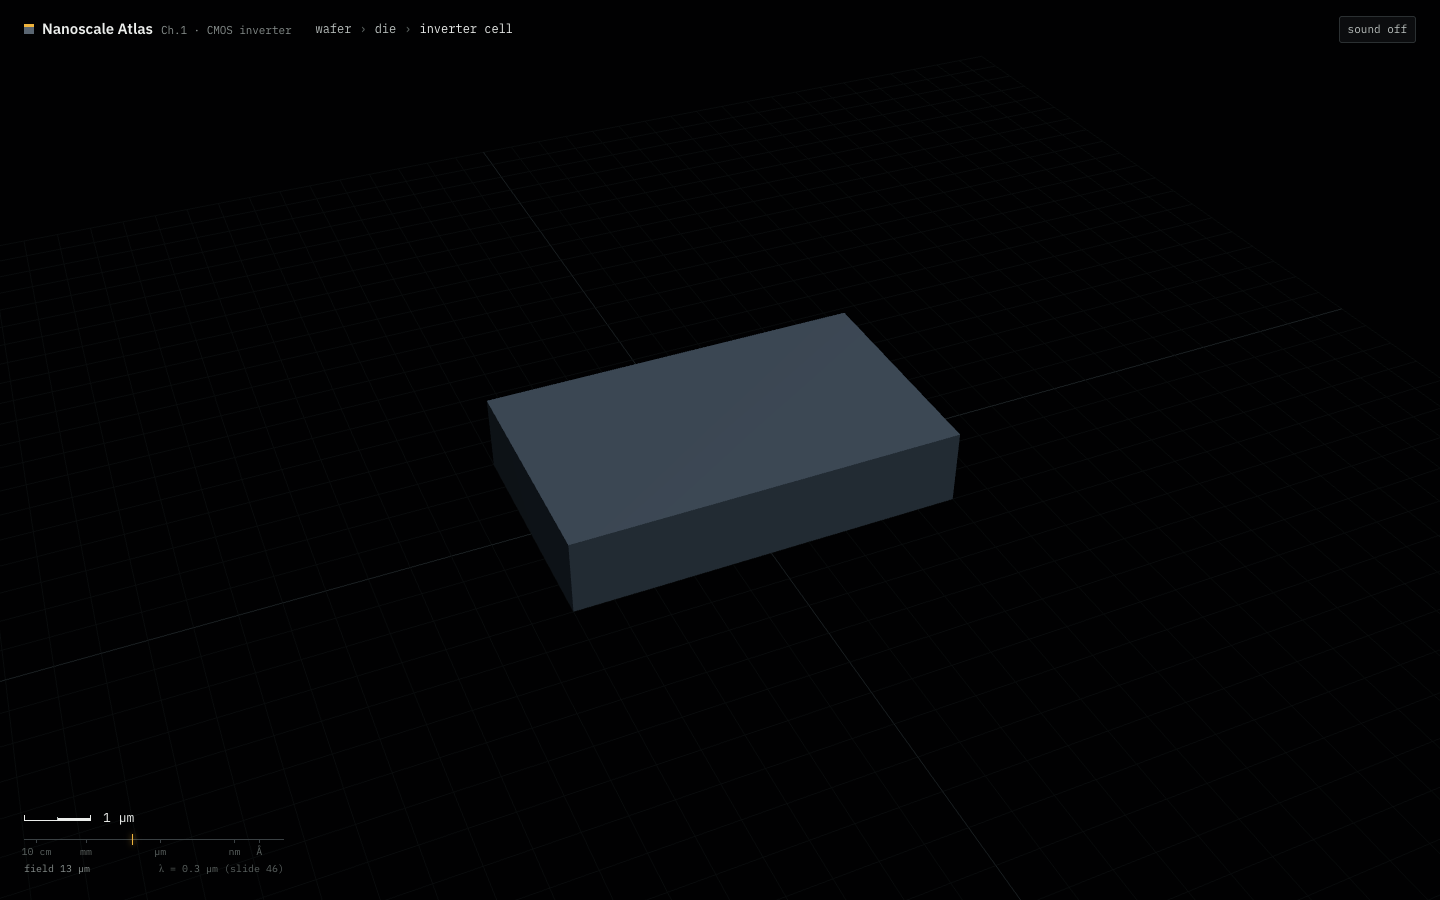 Nanoscale Atlas Ch.1 · CMOS inverter wafer › die › inverter cell sound off
1 µm
10 cm mm µm nm Å
field 13 µm λ = 0.3 µm (slide 46)